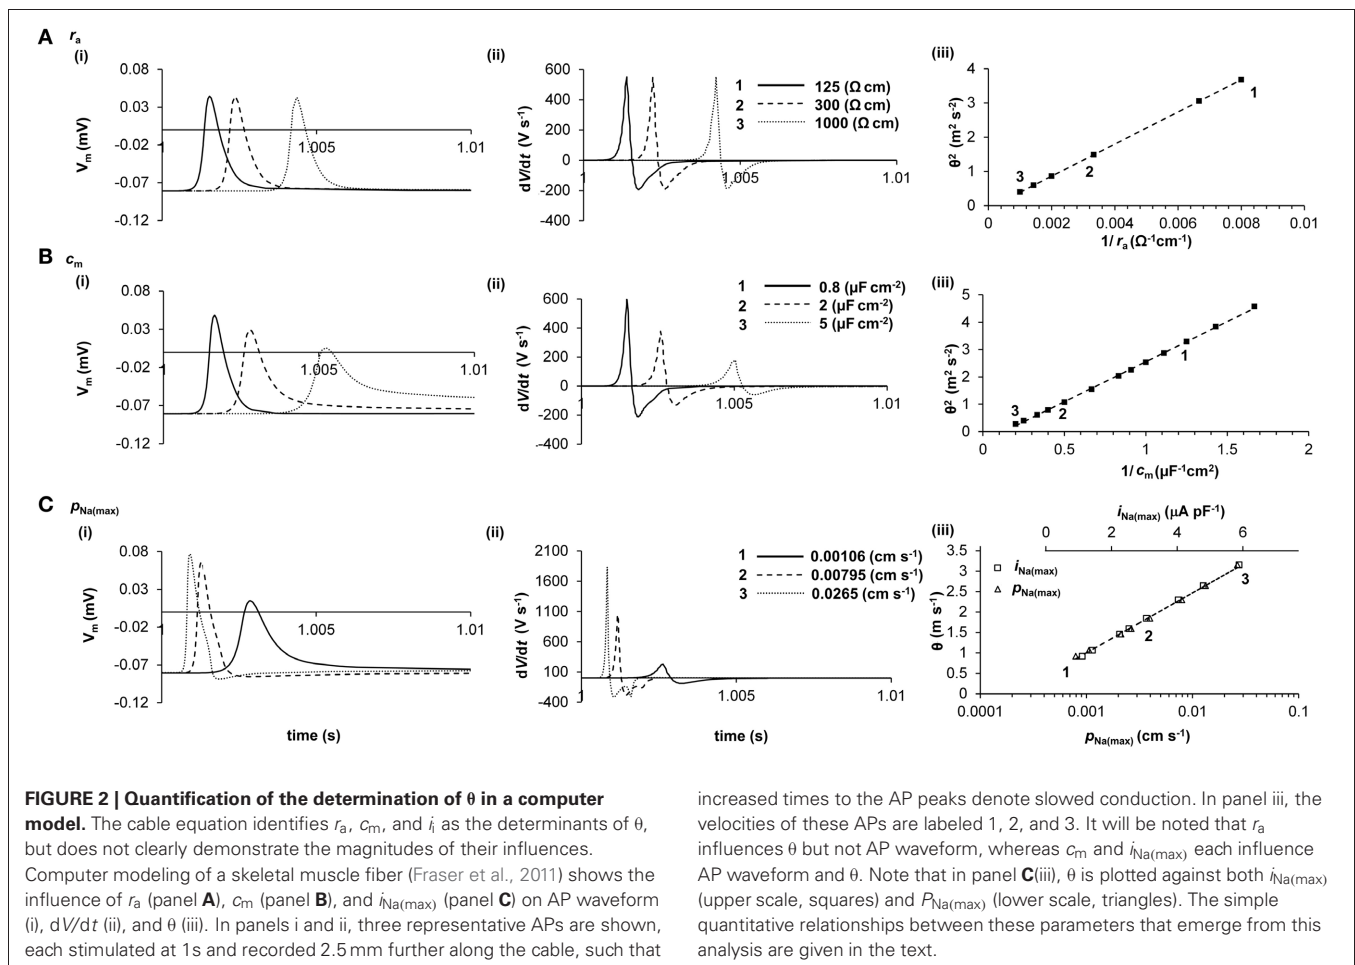 A
r_a
(i)
0.08
0.03
-0.02
-0.07
-0.12
V_m (mV)
1
1.005
1.01
(ii)
600
400
200
0
-200
-400
dV/dt (V s⁻¹)
1
1.005
1.01
1 125 (Ω cm)
2 300 (Ω cm)
3 1000 (Ω cm)
(iii)
4
3
2
1
0
θ² (m² s⁻²)
3
2
1
0
0.002
0.004
0.006
0.008
0.01
1/ r_a (Ω⁻¹cm⁻¹)
B
c_m
(i)
0.08
0.03
-0.02
-0.07
-0.12
V_m (mV)
1
1.005
1.01
(ii)
600
400
200
0
-200
-400
dV/dt (V s⁻¹)
1
1.005
1.01
1 0.8 (µF cm⁻²)
2 2 (µF cm⁻²)
3 5 (µF cm⁻²)
(iii)
5
4
3
2
1
0
θ² (m² s⁻²)
3
2
1
0
0.5
1
1.5
2
1/ c_m (µF⁻¹cm²)
C
p_Na(max)
(i)
0.08
0.03
-0.02
-0.07
-0.12
V_m (mV)
1
1.005
1.01
time (s)
(ii)
2100
1600
1100
600
100
-400
dV/dt (V s⁻¹)
1
1.005
1.01
time (s)
1 0.00106 (cm s⁻¹)
2 0.00795 (cm s⁻¹)
3 0.0265 (cm s⁻¹)
(iii)
i_Na(max) (µA pF⁻¹)
0
2
4
6
3.5
3
2.5
2
1.5
1
0.5
0
θ (m s⁻¹)
i_Na(max)
p_Na(max)
1
2
3
0.0001
0.001
0.01
0.1
p_Na(max) (cm s⁻¹)
FIGURE 2 | Quantification of the determination of θ in a computer
model. The cable equation identifies r_a, c_m, and i_i as the determinants of θ,
but does not clearly demonstrate the magnitudes of their influences.
Computer modeling of a skeletal muscle fiber (Fraser et al., 2011) shows the
influence of r_a (panel A), c_m (panel B), and i_Na(max) (panel C) on AP waveform
(i), dV/dt (ii), and θ (iii). In panels i and ii, three representative APs are shown,
each stimulated at 1s and recorded 2.5 mm further along the cable, such that
increased times to the AP peaks denote slowed conduction. In panel iii, the
velocities of these APs are labeled 1, 2, and 3. It will be noted that r_a
influences θ but not AP waveform, whereas c_m and i_Na(max) each influence
AP waveform and θ. Note that in panel C(iii), θ is plotted against both i_Na(max)
(upper scale, squares) and P_Na(max) (lower scale, triangles). The simple
quantitative relationships between these parameters that emerge from this
analysis are given in the text.